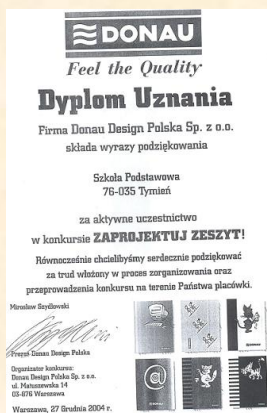 DONAU
Feel the Quality
Dyplom Uznania
Firma Donau Design Polska Sp. z o.o.
składa wyrazy podziękowania
Szkoła Podstawowa
76-035 Tymień
za aktywne uczestnictwo
w konkursie ZAPROJEKTUJ ZESZYT!
Równocześnie chcielibyśmy serdecznie podziękować
za trud włożony w proces zorganizowania oraz
przeprowadzenia konkursu na terenie Państwa placówki.
Mirosław Szydłowski
Prezes Donau Design Polska
Organizator konkursu:
Donau Design Polska Sp. z o.o.
ul. Matuszewska 14
03-876 Warszawa
Warszawa, 27 Grudnia 2004 r.
@